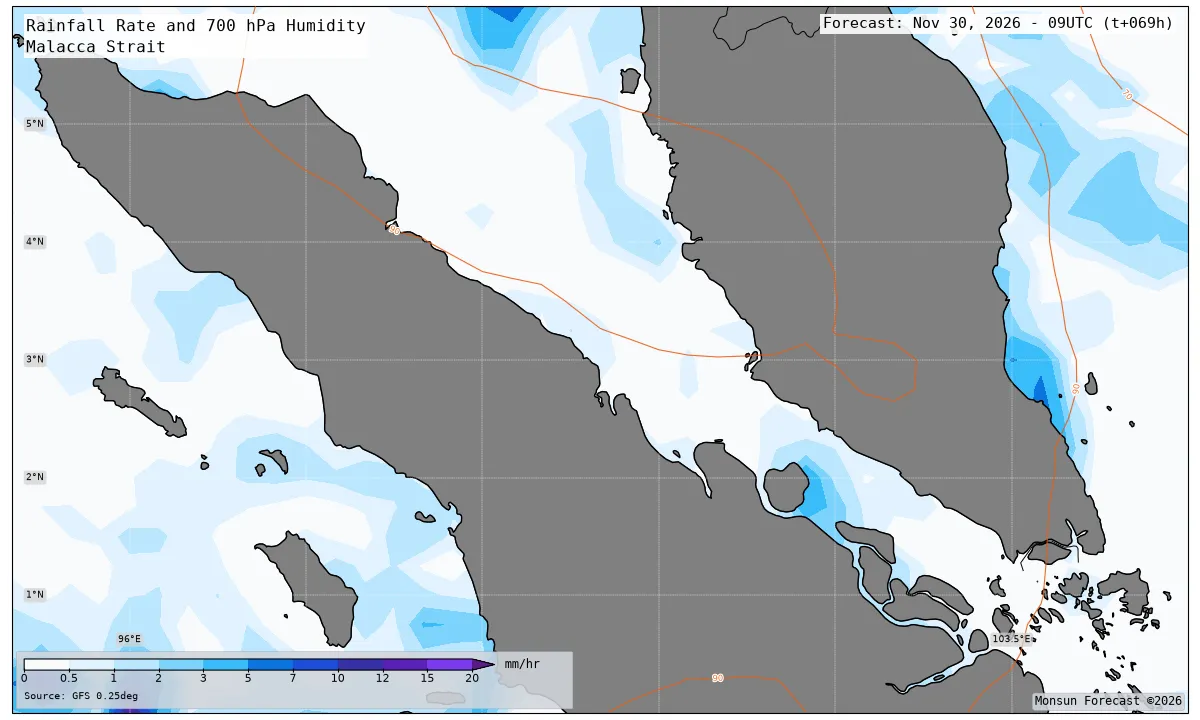 Rainfall Rate and 700 hPa Humidity
Malacca Strait
Forecast: Nov 30, 2026 - 09UTC (t+069h)
70
5°N
90
4°N
3°N
90
2°N
1°N
96°E
103.5°E
90
mm/hr
0 0.5 1 2 3 5 7 10 12 15 20
Source: GFS 0.25deg
Monsun Forecast ©2026